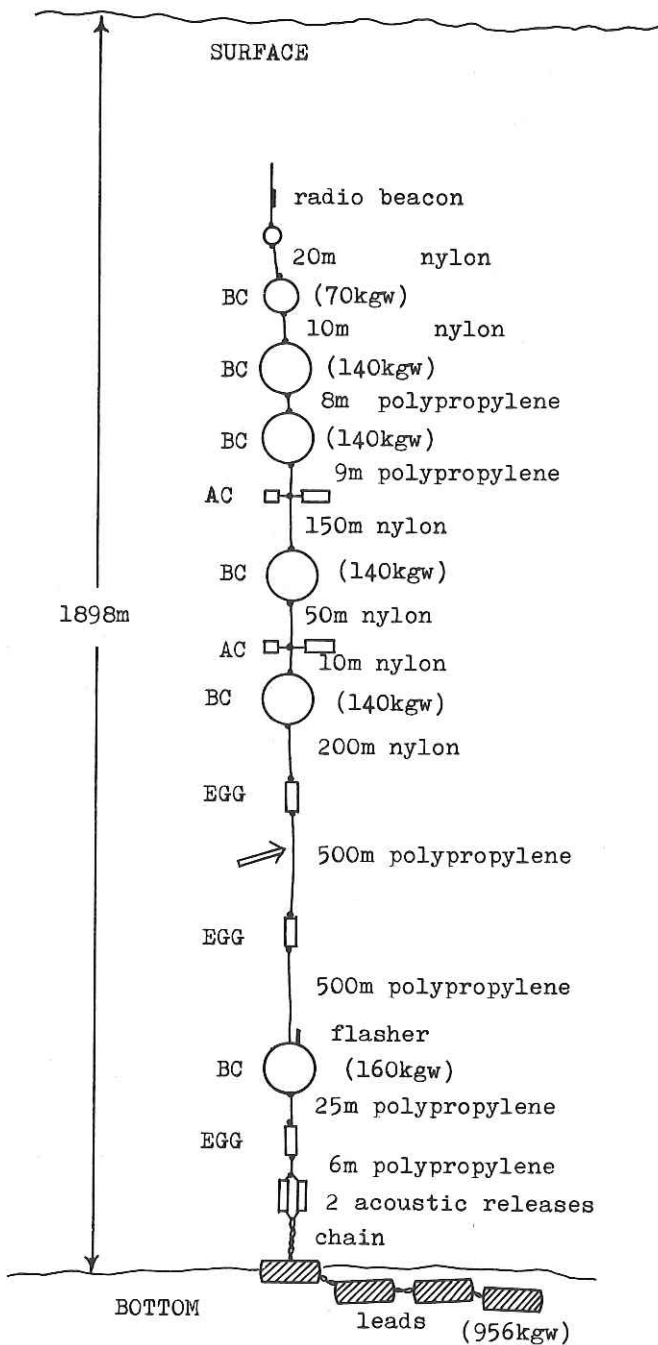 SURFACE
radio beacon
20m nylon
BC (70kgw)
10m nylon
BC (140kgw)
8m polypropylene
BC (140kgw)
9m polypropylene
AC
150m nylon
BC (140kgw)
1898m
50m nylon
AC
10m nylon
BC (140kgw)
200m nylon
EGG
500m polypropylene
EGG
500m polypropylene
flasher
BC (160kgw)
25m polypropylene
EGG
6m polypropylene
2 acoustic releases
chain
BOTTOM
leads (956kgw)